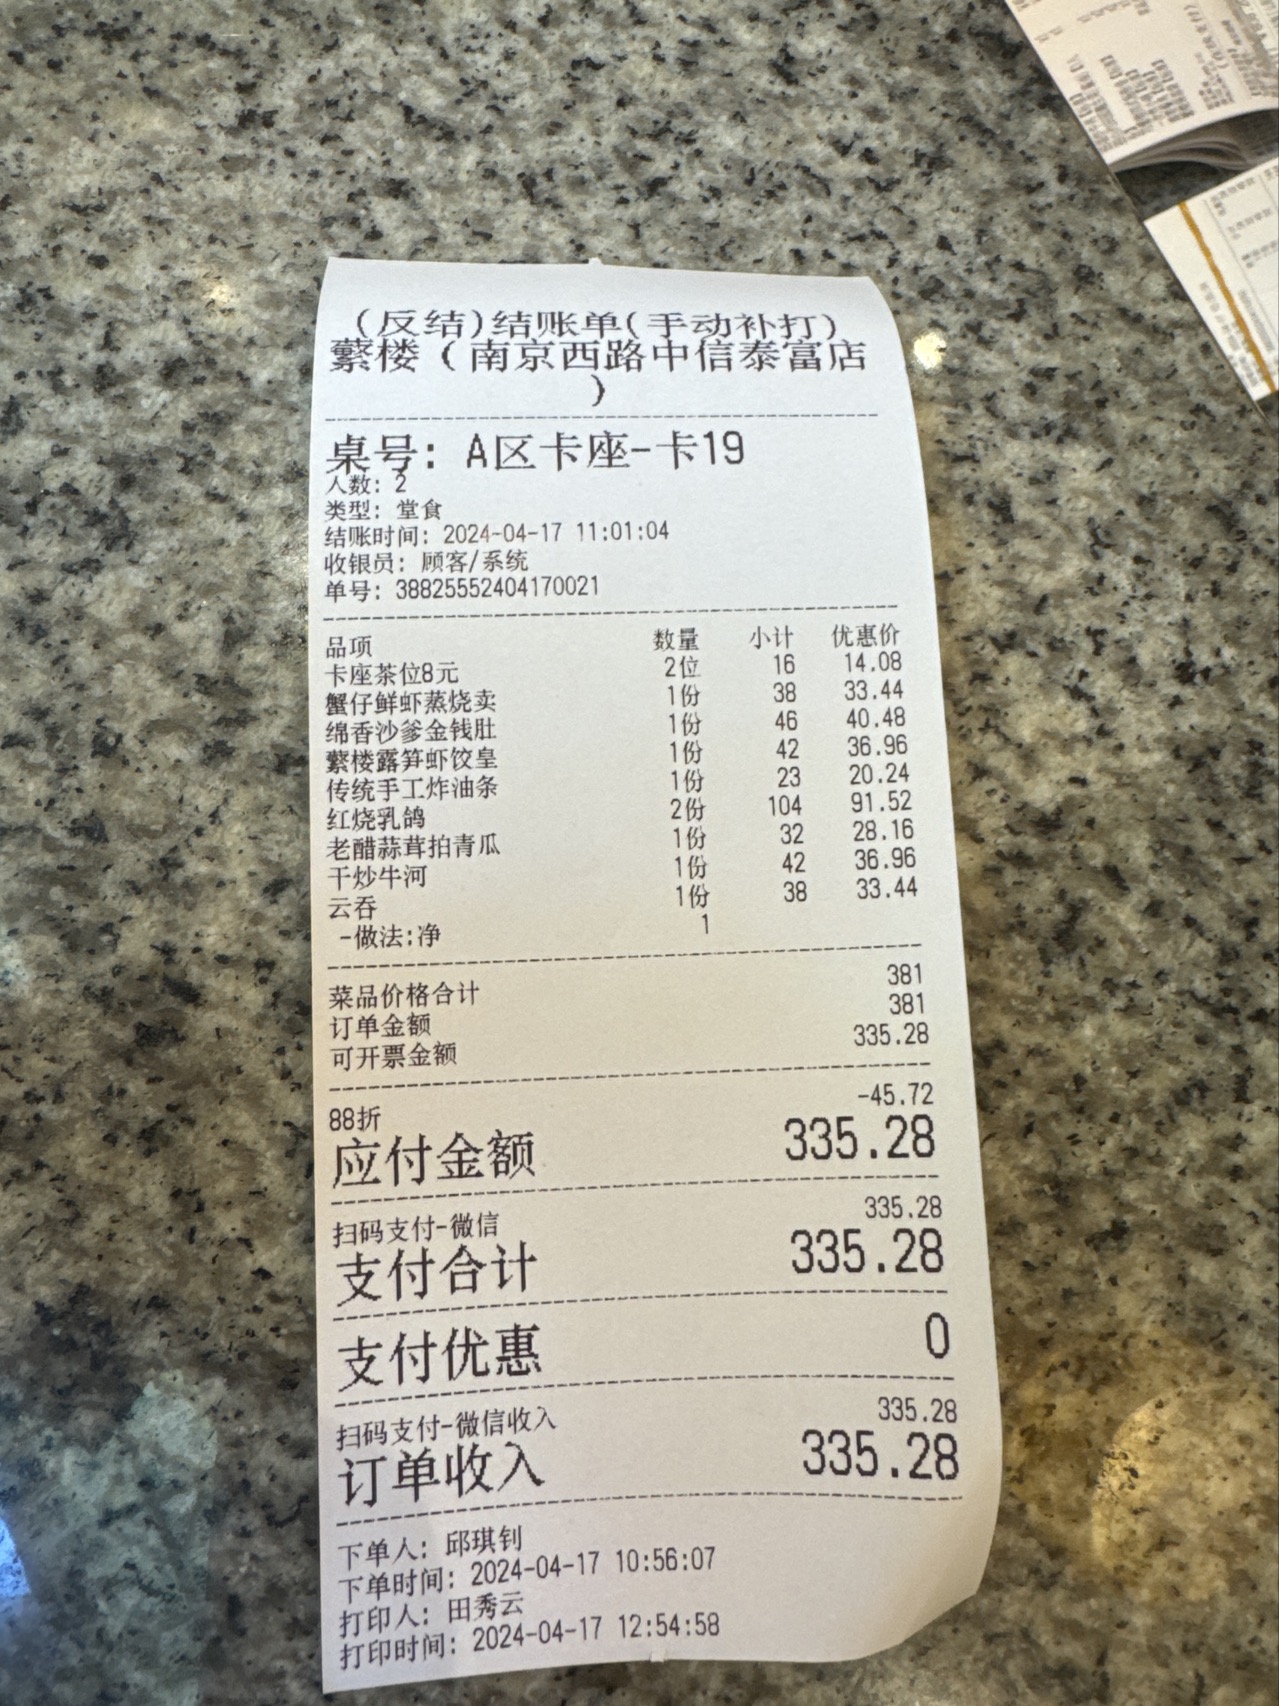 (反结)结账单(手动补打)
蘩楼(南京西路中信泰富店
)
桌号: A区卡座-卡19
人数: 2
类型: 堂食
结账时间: 2024-04-17 11:01:04
收银员: 顾客/系统
单号: 38825552404170021
品项 数量 小计 优惠价
卡座茶位8元 2位 16 14.08
蟹仔鲜虾蒸烧卖 1份 38 33.44
绵香沙爹金钱肚 1份 46 40.48
蘩楼露笋虾饺皇 1份 42 36.96
传统手工炸油条 1份 23 20.24
红烧乳鸽 2份 104 91.52
老醋蒜茸拍青瓜 1份 32 28.16
干炒牛河 1份 42 36.96
云吞 1份 38 33.44
-做法:净 1
菜品价格合计 381
订单金额 381
可开票金额 335.28
88折 -45.72
应付金额 335.28
扫码支付-微信 335.28
支付合计 335.28
支付优惠 0
扫码支付-微信收入 335.28
订单收入 335.28
下单人: 邱琪钊
下单时间: 2024-04-17 10:56:07
打印人: 田秀云
打印时间: 2024-04-17 12:54:58